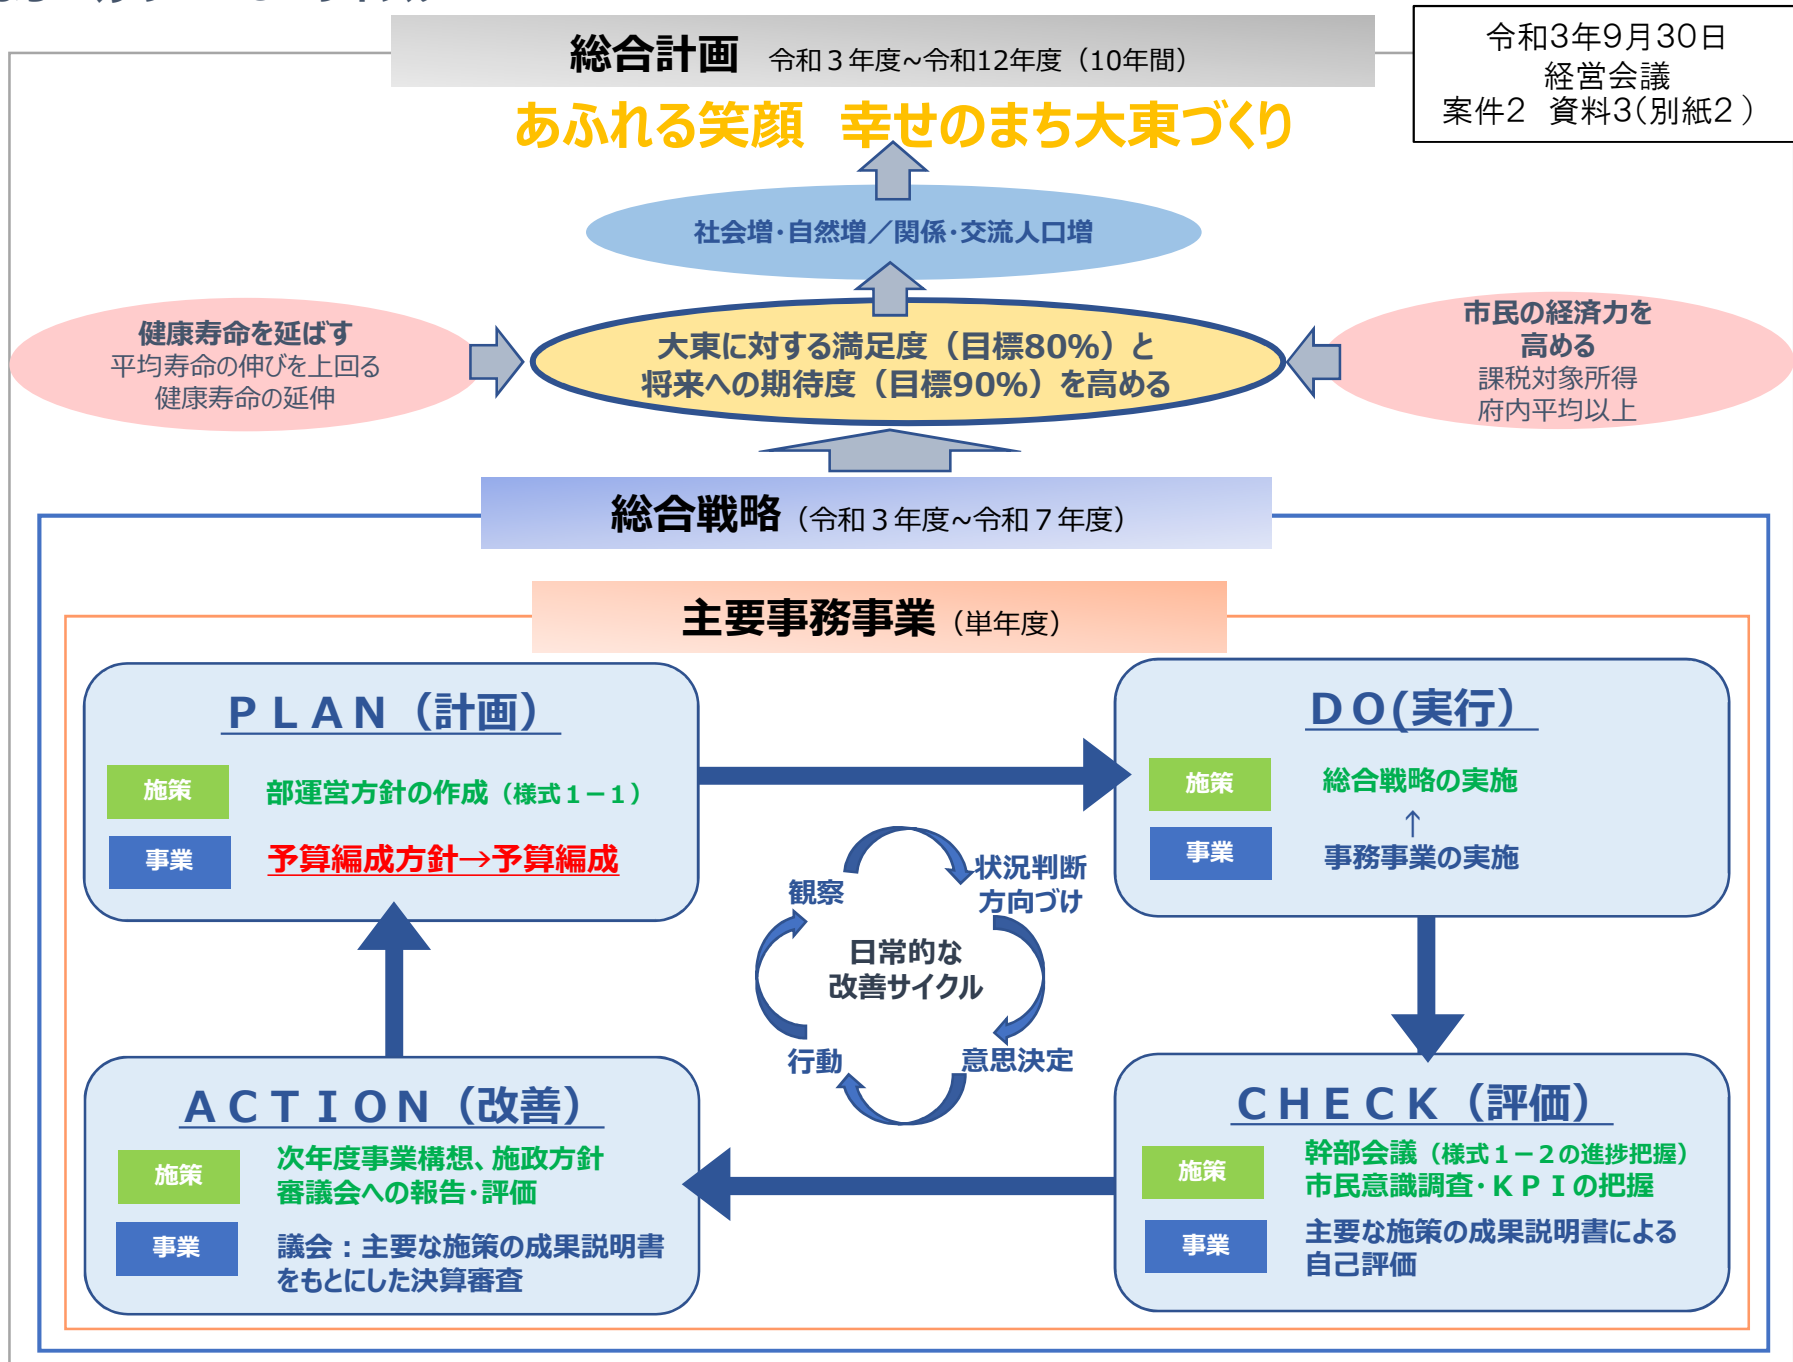 総合計画 令和３年度~令和12年度（10年間）
令和3年9月30日
経営会議
案件2 資料3(別紙2）
あふれる笑顔 幸せのまち大東づくり
社会増・自然増／関係・交流人口増
健康寿命を延ばす
平均寿命の伸びを上回る
健康寿命の延伸
大東に対する満足度（目標80%）と
将来への期待度（目標90%）を高める
市民の経済力を
高める
課税対象所得
府内平均以上
総合戦略（令和３年度~令和７年度）
主要事務事業（単年度）
ＰＬＡＮ（計画）
施策 部運営方針の作成（様式１－１）
事業 予算編成方針→予算編成
ＤＯ(実行）
施策 総合戦略の実施
↑
事業 事務事業の実施
観察
状況判断
方向づけ
日常的な
改善サイクル
行動
意思決定
ＡＣＴＩＯＮ（改善）
施策 次年度事業構想、施政方針
審議会への報告・評価
事業 議会：主要な施策の成果説明書
をもとにした決算審査
ＣＨＥＣＫ（評価）
施策 幹部会議（様式１－２の進捗把握）
市民意識調査・ＫＰＩの把握
事業 主要な施策の成果説明書による
自己評価